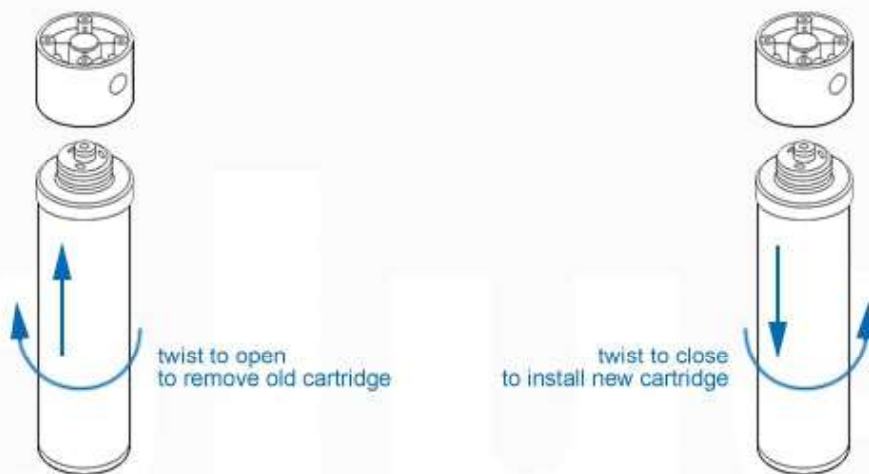 twist to open
to remove old cartridge
twist to close
to install new cartridge